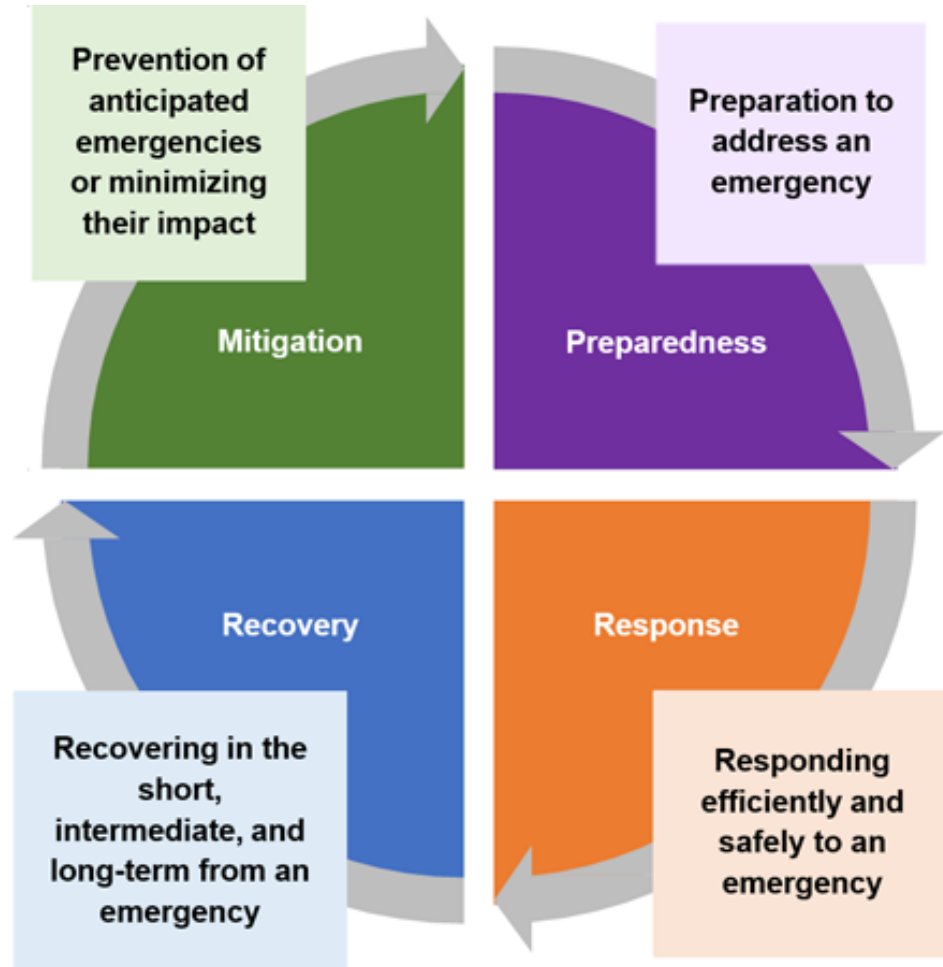 Prevention of
anticipated
emergencies
or minimizing
their impact
Mitigation
Preparation to
address an
emergency
Preparedness
Recovery
Recovering in the
short,
intermediate, and
long-term from an
emergency
Response
Responding
efficiently and
safely to an
emergency